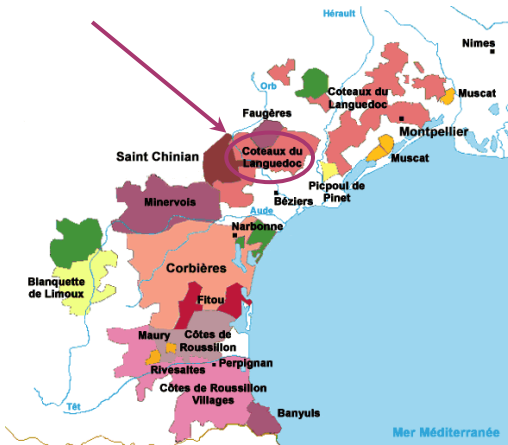 Hérault
Nimes
Orb
Coteaux du
Languedoc
Muscat
Faugères
Montpellier
Saint Chinian
Coteaux du
Languedoc
Muscat
Picpoul de
Pinet
Minervois
Béziers
Aude
Narbonne
Corbières
Blanquette
de Limoux
Fitou
Maury
Côtes de
Roussillon
Rivesaltes
Perpignan
Côtes de Roussillon
Villages
Têt
Banyuls
Mer Méditerranée